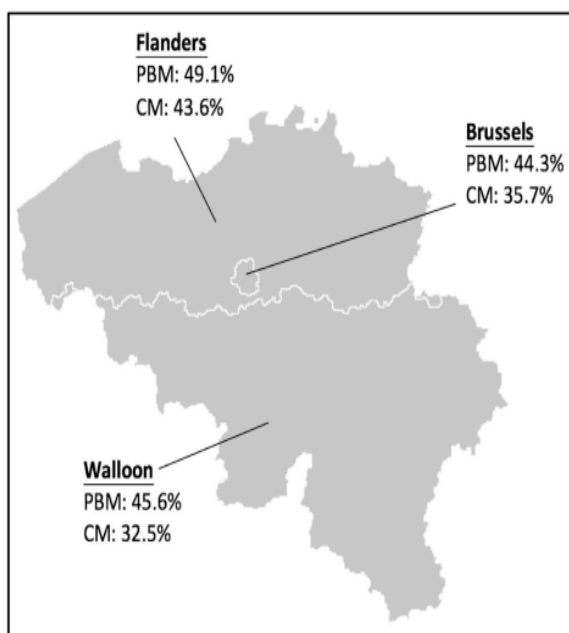 Flanders
PBM: 49.1%
CM: 43.6%
Brussels
PBM: 44.3%
CM: 35.7%
Walloon
PBM: 45.6%
CM: 32.5%